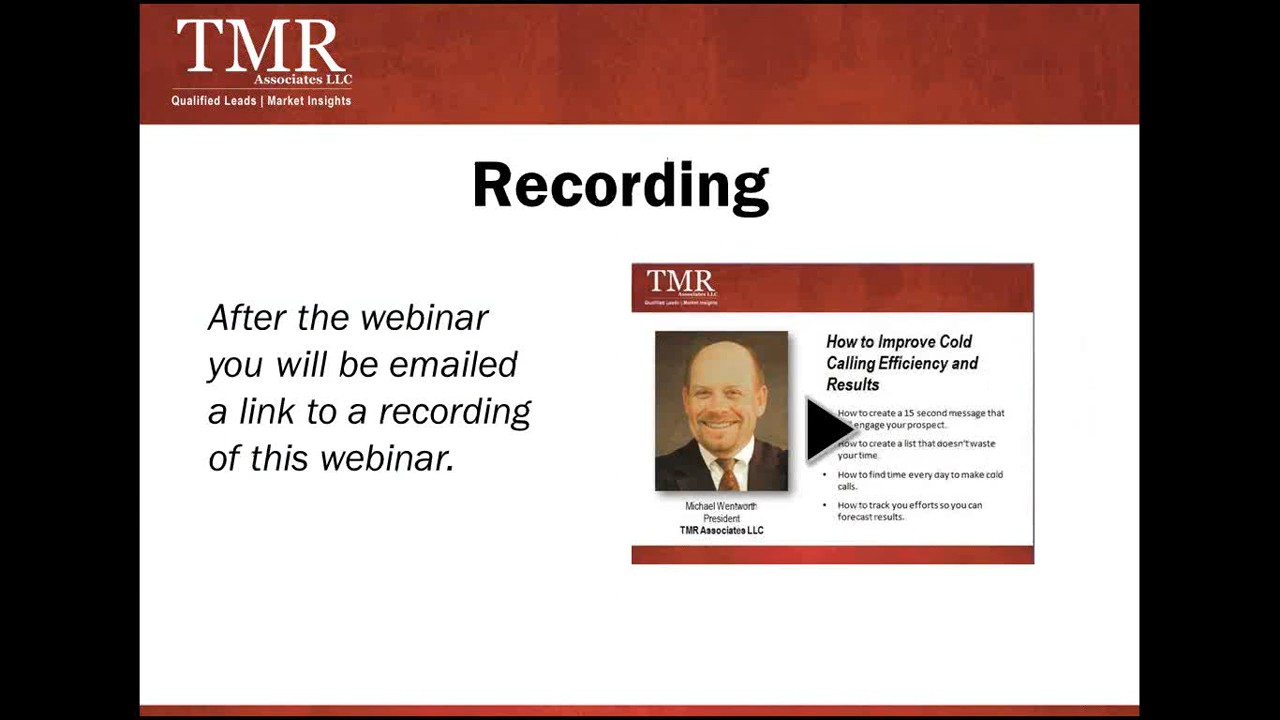 TMR
Associates LLC
Qualified Leads | Market Insights
Recording
After the webinar
you will be emailed
a link to a recording
of this webinar.
TMR
Associates LLC
Qualified Leads | Market Insights
How to Improve Cold
Calling Efficiency and
Results
How to create a 15 second message that
engage your prospect.
How to create a list that doesn't waste
your time
• How to find time every day to make cold
calls.
• How to track you efforts so you can
forecast results.
Michael Wentworth
President
TMR Associates LLC